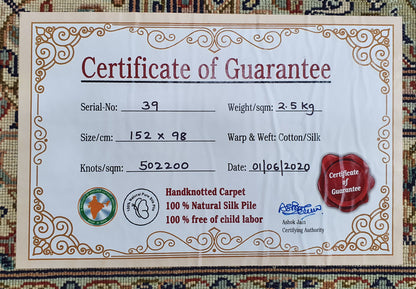 Certificate of Guarantee
Serial-No: 39 Weight/sqm: 2.5 kg
Size/cm: 152 x 98 Warp & Weft: Cotton/Silk
Knots/sqm: 502200 Date: 01/06/2020
Certificate of Guarantee
Handknotted Carpet
100 % Natural Silk Pile
100 % free of child labor
Ashok Jain
Certifying Authority